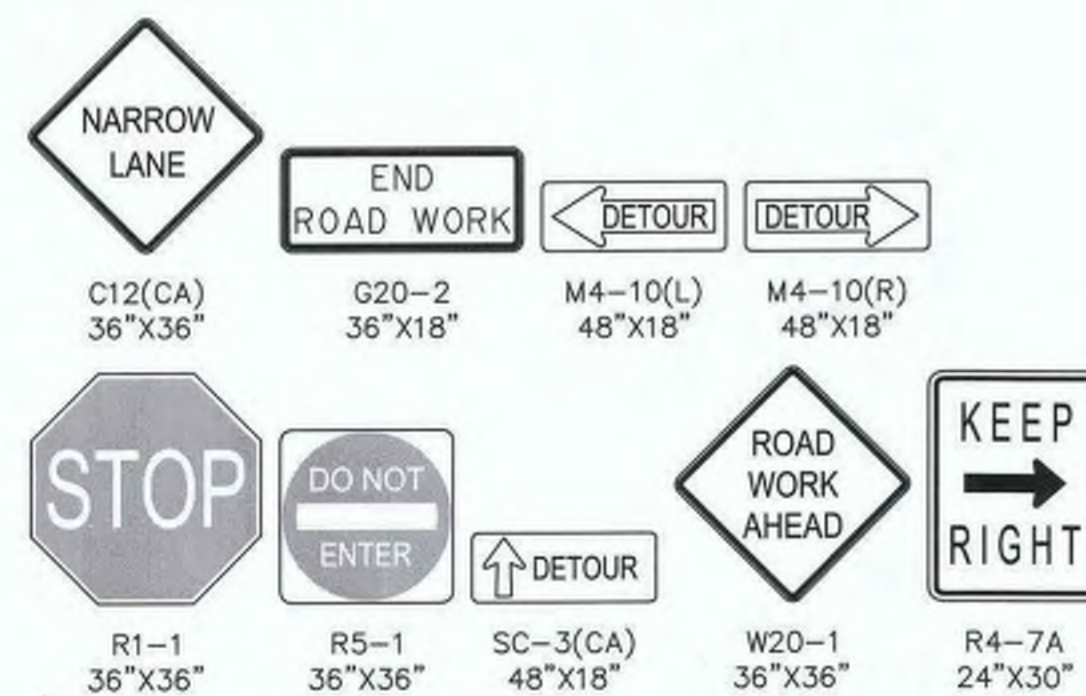 NARROW
LANE
C12(CA)
36”X36”
END
ROAD WORK
G20-2
36”X18”
DETOUR
M4-10(L)
48”X18”
DETOUR
M4-10(R)
48”X18”
STOP
R1-1
36”X36”
DO NOT
ENTER
R5-1
36”X36”
DETOUR
SC-3(CA)
48”X18”
ROAD
WORK
AHEAD
W20-1
36”X36”
KEEP
RIGHT
R4-7A
24”X30”